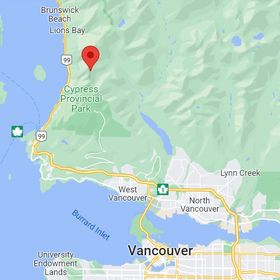 Brunswick
Beach
Lions Bay
99
Cypress
Provincial
Park
99
1
Lynn Creek
West
Vancouver
North
Vancouver
Burrard Inlet
University
Endowment
Lands
Vancouver